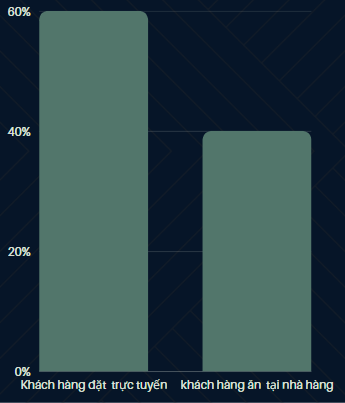 60%
40%
20%
0%
Khách hàng đặt trực tuyến
khách hàng ăn tại nhà hàng